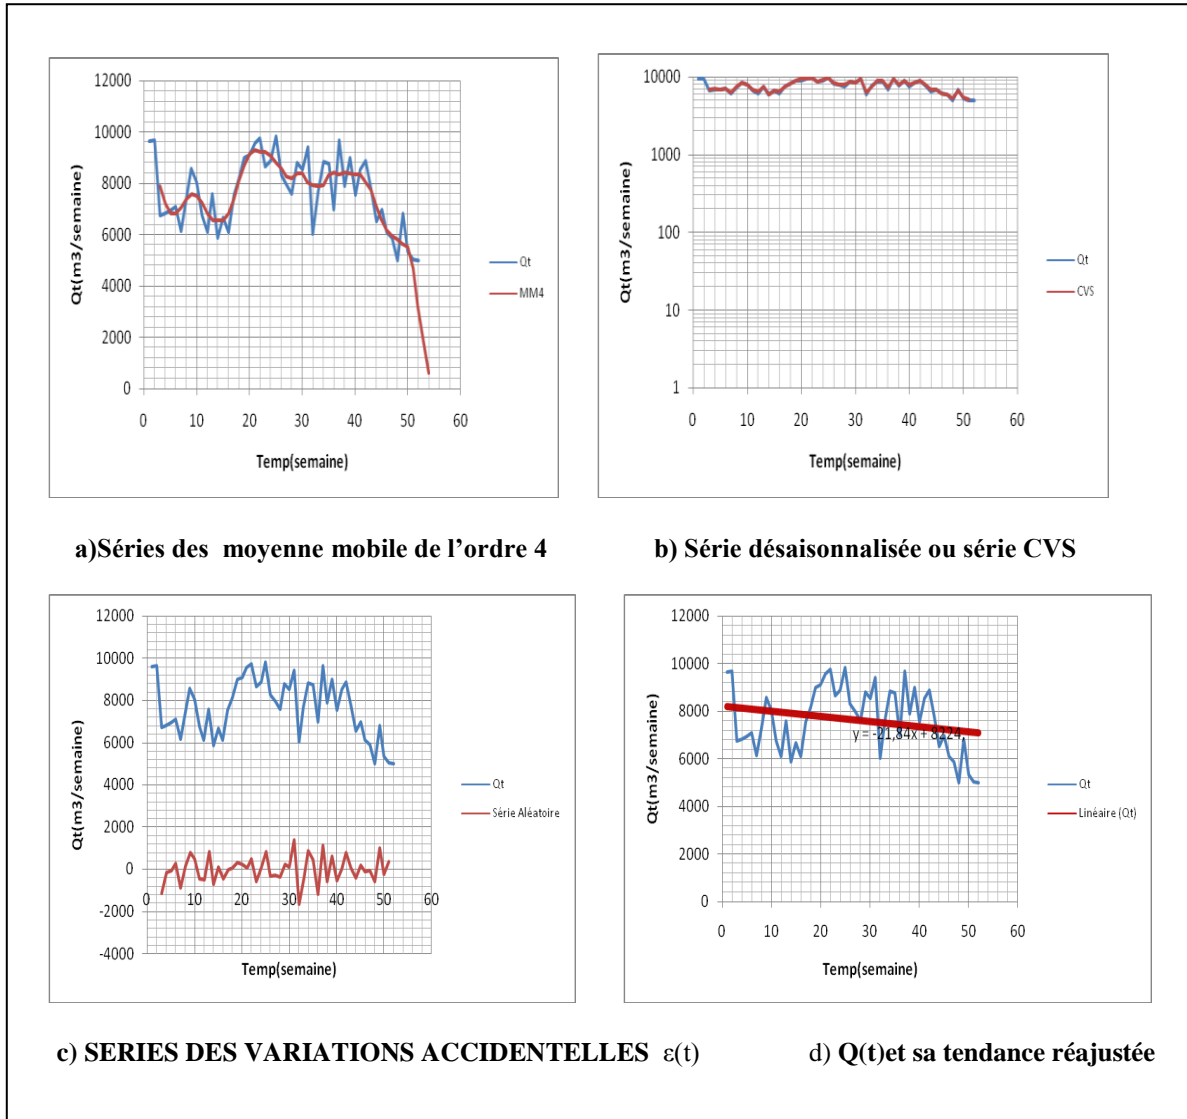 12000
10000
8000
6000
4000
2000
0
0 10 20 30 40 50 60
Qt(m3/semaine)
Temp(semaine)
Qt
MM4
10000
1000
100
10
1
0 10 20 30 40 50 60
Qt(m3/semaine)
Temp(semaine)
Qt
CVS
a)Séries des moyenne mobile de l’ordre 4
b) Série désaisonnalisée ou série CVS
12000
10000
8000
6000
4000
2000
0
-2000
-4000
0 10 20 30 40 50 60
Qt(m3/semaine)
Temp(semaine)
Qt
Série Aléatoire
12000
10000
8000
6000
4000
2000
0
0 10 20 30 40 50 60
Qt(m3/semaine)
Temp(semaine)
y = -21,84x + 8224,
Qt
Linéaire (Qt)
c) SERIES DES VARIATIONS ACCIDENTELLES ε(t)
d) Q(t)et sa tendance réajustée